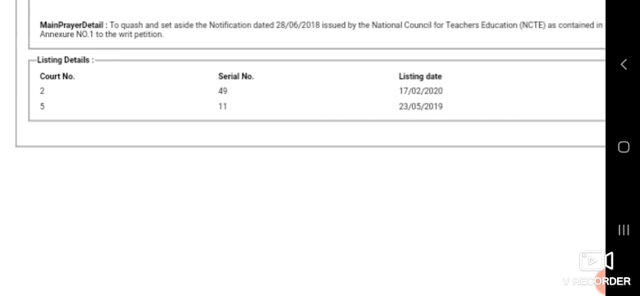 MainPrayerDetail : To quash and set aside the Notification dated 28/06/2018 issued by the National Council for Teachers Education (NCTE) as contained in
Annexure NO.1 to the writ petition.
Listing Details :
Court No. Serial No. Listing date
2 49 17/02/2020
5 11 23/05/2019
V RECORDER